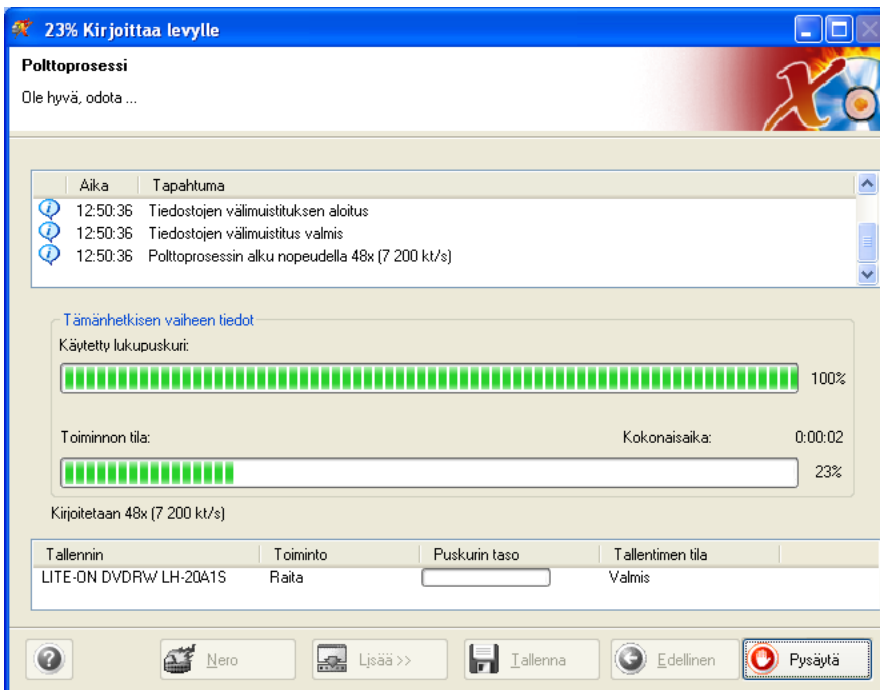 23% Kirjoittaa levylle
Polttoprosessi
Ole hyvä, odota ...
Aika Tapahtuma
12:50:36 Tiedostojen välimuistituksen aloitus
12:50:36 Tiedostojen välimuistitus valmis
12:50:36 Polttoprosessin alku nopeudella 48x (7 200 kt/s)
Tämänhetkisen vaiheen tiedot
Käytetty lukupuskuri:
100%
Toiminnon tila: Kokonaisaika: 0:00:02
23%
Kirjoitetaan 48x (7 200 kt/s)
Tallennin Toiminto Puskurin taso Tallentimen tila
LITE-ON DVDRW LH-20A1S Raita Valmis
Nero Lisää >> Tallenna Edellinen Pysäytä